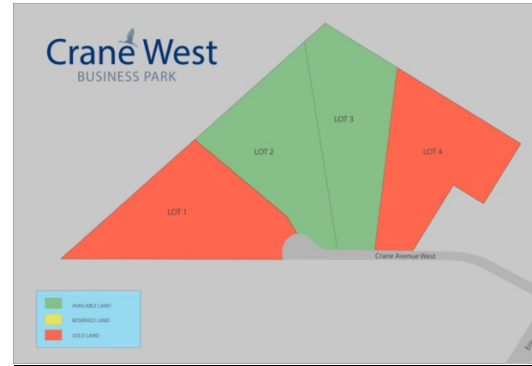 Crane West
BUSINESS PARK
LOT 3
LOT 2
LOT 4
LOT 1
Crane Avenue West
AVAILABLE LAND
RESERVED LAND
SOLD LAND